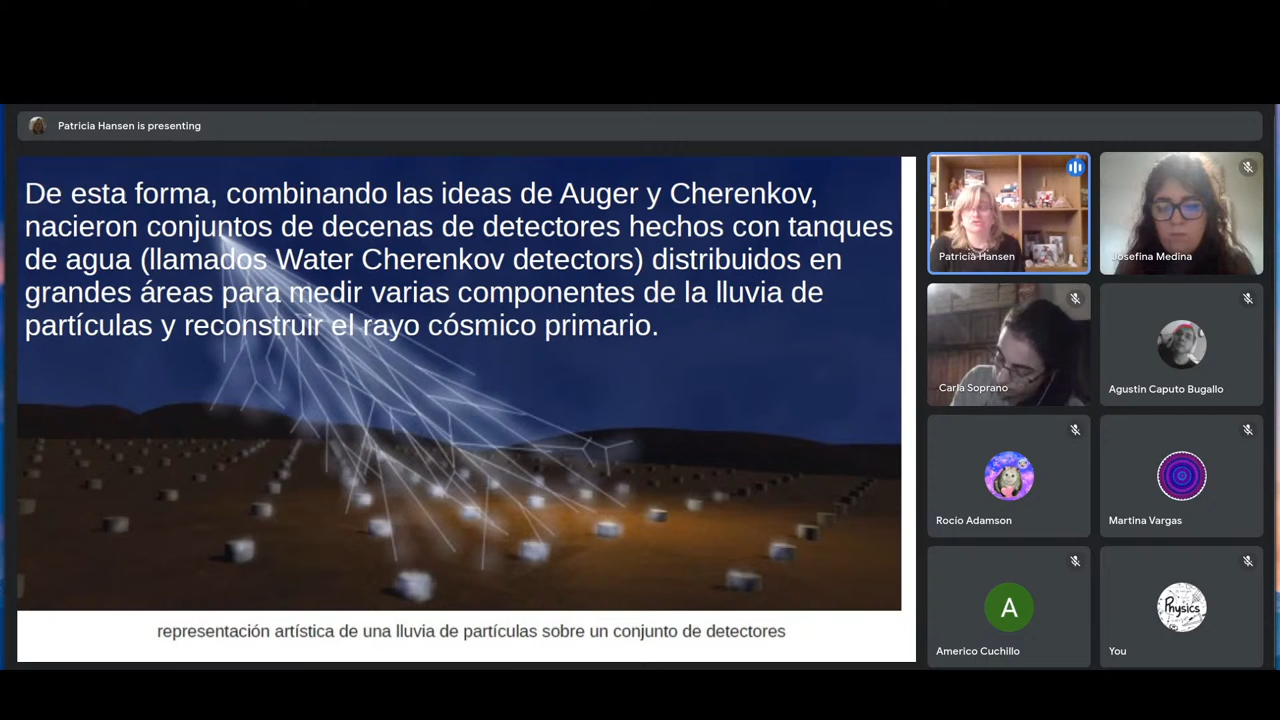 Patricia Hansen is presenting
De esta forma, combinando las ideas de Auger y Cherenkov,
nacieron conjuntos de decenas de detectores hechos con tanques
de agua (llamados Water Cherenkov detectors) distribuidos en
grandes áreas para medir varias componentes de la lluvia de
partículas y reconstruir el rayo cósmico primario.
representación artística de una lluvia de partículas sobre un conjunto de detectores
Patricia Hansen
Josefina Medina
Carla Soprano
Agustin Caputo Bugallo
Rocío Adamson
Martina Vargas
A
Americo Cuchillo
Physics
You